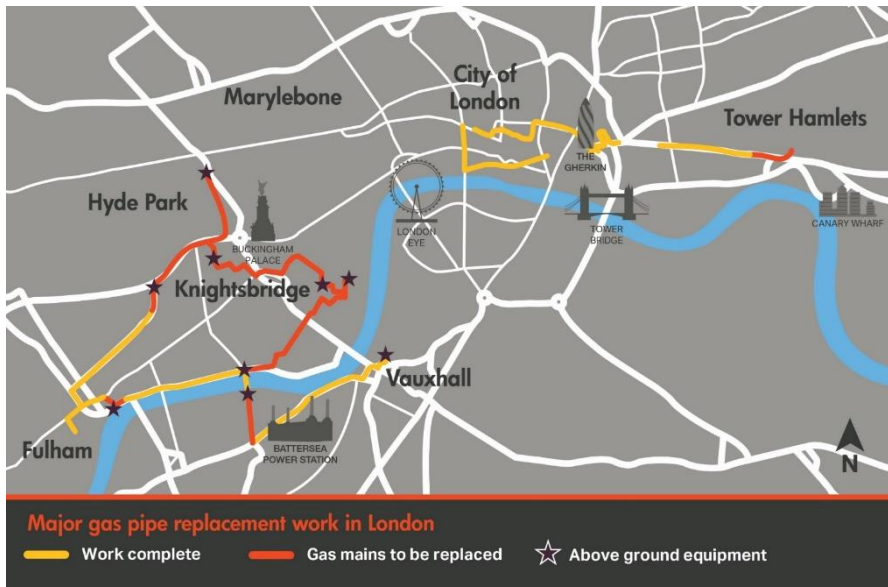 City of
London
Marylebone
Tower Hamlets
THE
GHERKIN
Hyde Park
BUCKINGHAM
PALACE
LONDON
EYE
TOWER
BRIDGE
CANARY WHARF
Knightsbridge
Vauxhall
Fulham
BATTERSEA
POWER STATION
N
Major gas pipe replacement work in London
Work complete
Gas mains to be replaced
Above ground equipment